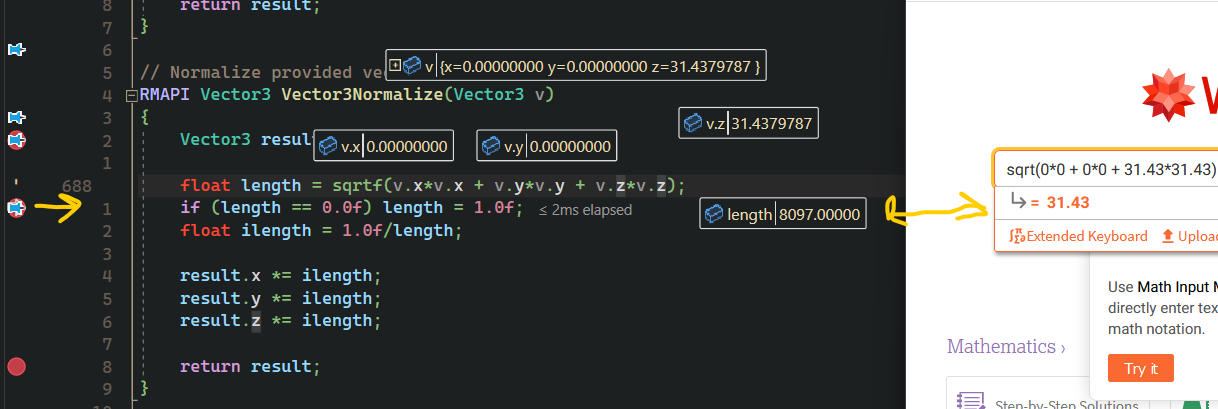 8 return result;
7 }
6
5 // Normalize provided ve
v {x=0.00000000 y=0.00000000 z=31.4379787 }
4 RMAPI Vector3 Vector3Normalize(Vector3 v)
3 {
v.z 31.4379787
2 Vector3 resul
v.x 0.00000000
v.y 0.00000000
1
688 float length = sqrtf(v.x*v.x + v.y*v.y + v.z*v.z);
1 if (length == 0.0f) length = 1.0f; ≤ 2ms elapsed
length 8097.00000
2 float ilength = 1.0f/length;
3
4 result.x *= ilength;
5 result.y *= ilength;
6 result.z *= ilength;
7
8 return result;
9 }
sqrt(0*0 + 0*0 + 31.43*31.43)
= 31.43
Extended Keyboard
Upload
Use Math Input M
directly enter tex
math notation.
Mathematics ›
Try it
Step-by-Step Solutions